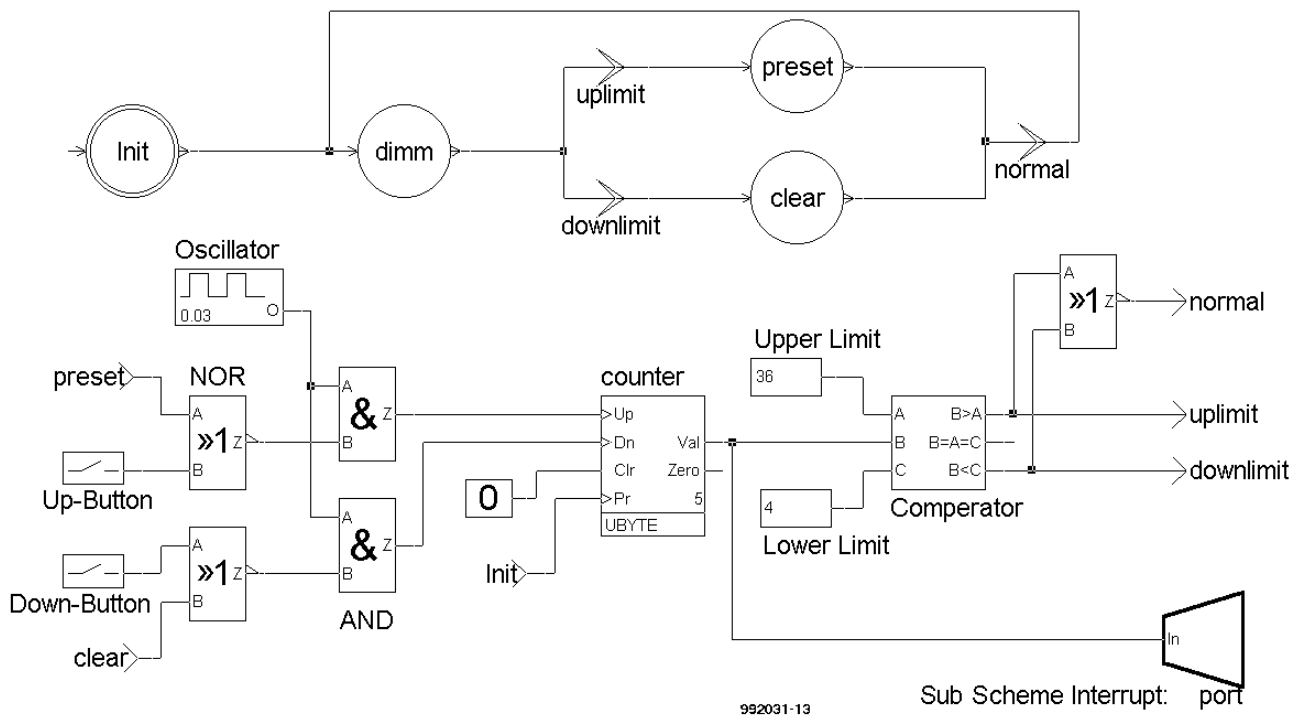 Init
dimm
uplimit
preset
downlimit
clear
normal
Oscillator
0.03
O
preset
NOR
A
»1
Z
B
Up-Button
A
&
Z
B
Down-Button
A
»1
Z
B
clear
A
&
Z
B
AND
counter
Up
Dn
Clr
Pr
Val
Zero
5
UBYTE
0
Init
Upper Limit
36
4
Lower Limit
A
B
C
B>A
B=A=C
B<C
Comperator
A
»1
Z
B
normal
uplimit
downlimit
In
Sub Scheme Interrupt: port
992031-13